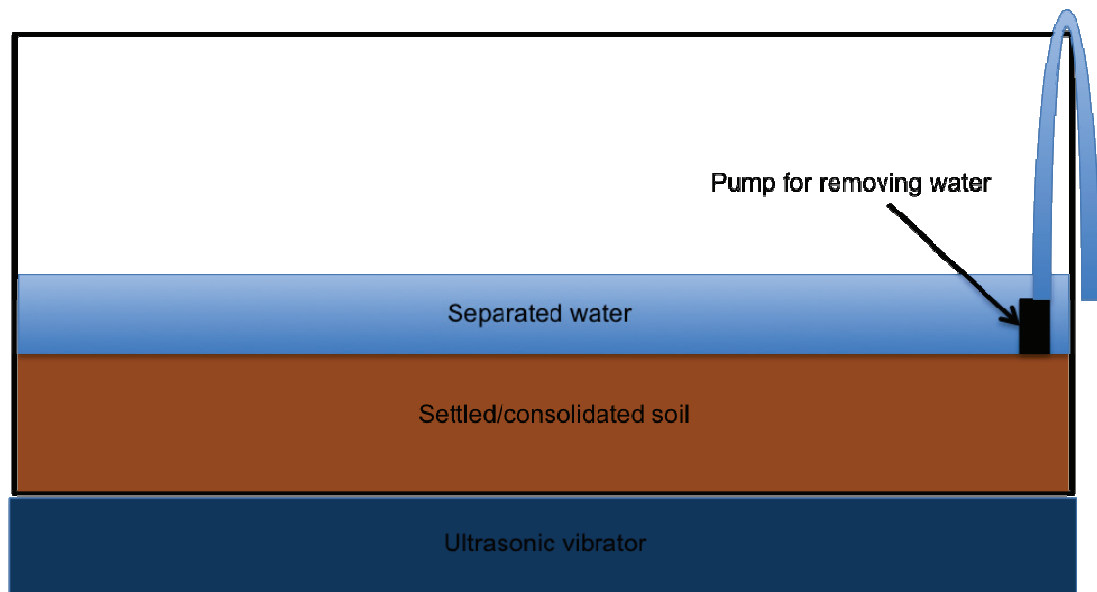 Pump for removing water
Separated water
Settled/consolidated soil
Ultrasonic vibrator